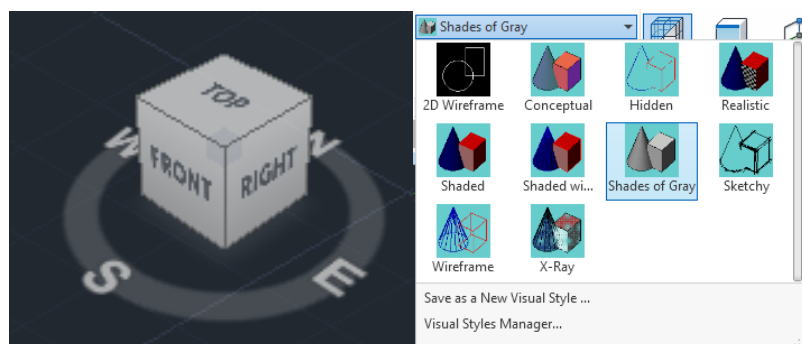 TOP
W
N
FRONT
RIGHT
S
E
Shades of Gray
2D Wireframe Conceptual Hidden Realistic
Shaded Shaded wi... Shades of Gray Sketchy
Wireframe X-Ray
Save as a New Visual Style ...
Visual Styles Manager...